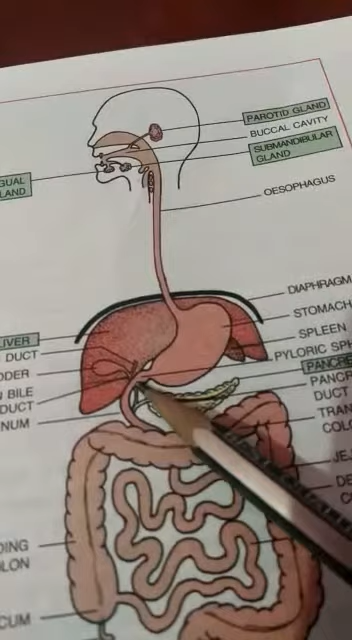 PAROTID GLAND
BUCCAL CAVITY
SUBMANDIBULAR
GLAND
GUAL
LAND
OESOPHAGUS
DIAPHRAGM
STOMACH
SPLEEN
PYLORIC SPH
LIVER
DUCT
DDER
BILE
DUCT
NUM
PANCRE
PANCR
DUCT
TRAN
COLO
JEJ
DE
C
DING
OLON
CUM